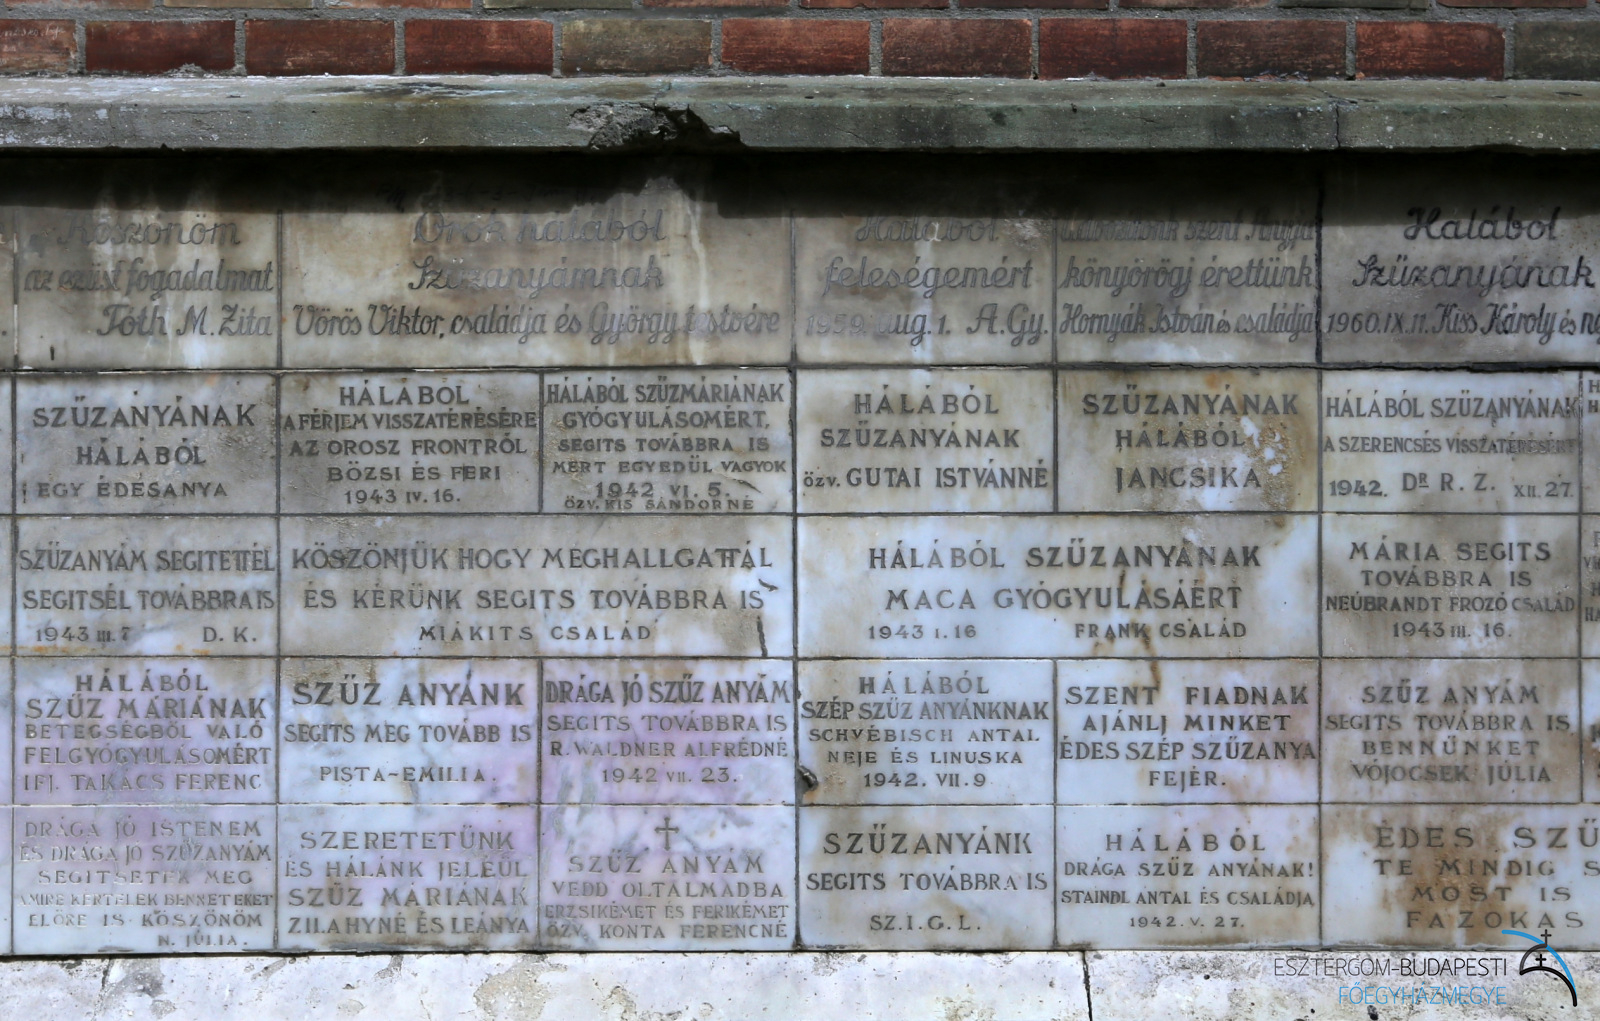 Köszönöm
az ezüst fogadalmat
Tóth M. Zita
Örök hálából
Szűzanyámnak
Vörös Viktor, családja és György testvére
Hálából
feleségemért
1959. aug. 1. A. Gy.
könyörögj érettünk
Hornyák István és családja
Hálából
Szűzanyának
1960.IX.11. Kiss Károly és
SZŰZANYÁNAK
HÁLÁBÓL
EGY ÉDESANYA
HÁLÁBÓL
A FÉRJEM VISSZATÉRÉSÉRE
AZ OROSZ FRONTRÓL
BÖZSI ÉS FERI
1943 IV. 16.
HÁLÁBÓL SZŰZMÁRIÁNAK
GYÓGYULÁSOMÉRT,
SEGITS TOVÁBBRA IS
MERT EGYEDÜL VAGYOK
1942 VI. 5.
ÖZV. KIS SÁNDORNÉ
HÁLÁBÓL
SZŰZANYÁNAK
ÖZV. GUTAI ISTVÁNNÉ
SZŰZANYÁNAK
HÁLÁBÓL
JANCSIKA
HÁLÁBÓL SZŰZANYÁNAK
A SZERENCSÉS VISSZATÉRÉSÉRT
1942. DR R. Z. XII. 27.
SZŰZANYÁM SEGITETTÉL
SEGITSÉL TOVÁBBRA IS
1943 III. 7 D. K.
KÖSZÖNJÜK HOGY MEGHALLGATTÁL
ÉS KÉRÜNK SEGITS TOVÁBBRA IS
MIÁKITS CSALÁD
HÁLÁBÓL SZŰZANYÁNAK
MACA GYÓGYULÁSÁÉRT
1943 I. 16 FRANK CSALÁD
MÁRIA SEGITS
TOVÁBBRA IS
NEÜBRANDT FROZÓ CSALÁD
1943 III. 16.
HÁLÁBÓL
SZŰZ MÁRIÁNAK
BETEGSÉGBŐL VALÓ
FELGYÓGYULÁSOMÉRT
IFJ. TAKÁCS FERENC
SZŰZ ANYÁNK
SEGITS MEG TOVÁBB IS
PISTA-EMILIA.
DRÁGA JÓ SZŰZ ANYÁM
SEGITS TOVÁBBRA IS
R. WALDNER ALFRÉDNÉ
1942 VII. 23.
HÁLÁBÓL
SZÉP SZŰZ ANYÁNKNAK
SCHVÉBISCH ANTAL
NEJE ÉS LINUSKA
1942. VII. 9
SZENT FIADNAK
AJÁNLJ MINKET
ÉDES SZÉP SZŰZANYA
FEJÉR.
SZŰZ ANYÁM
SEGITS TOVÁBBRA IS
BENNÜNKET
VÓJOCSEK JÚLIA
DRÁGA JÓ ISTENEM
ÉS DRÁGA JÓ SZŰZANYÁM
SEGITSETEK MEG
AMIRE KÉRTELEK BENNETEKET
ELŐRE IS KÖSZÖNÖM
N. JÚLIA.
SZERETETÜNK
ÉS HÁLÁNK JELÉÜL
SZŰZ MÁRIÁNAK
ZILAHYNÉ ÉS LEÁNYA
SZŰZ ANYÁM
VEDD OLTALMADBA
ERZSIKÉMET ÉS FERIKÉMET
ÖZV. KONTA FERENCNÉ
SZŰZANYÁNK
SEGITS TOVÁBBRA IS
SZ. I. G. L.
HÁLÁBÓL
DRÁGA SZŰZ ANYÁNAK!
STAINDL ANTAL ÉS CSALÁDJA
1942. V. 27.
ÉDES SZŰ
TE MINDIG S
MOST IS
FAZOKAS
ESZTERGOM-BUDAPESTI
FŐEGYHÁZMEGYE